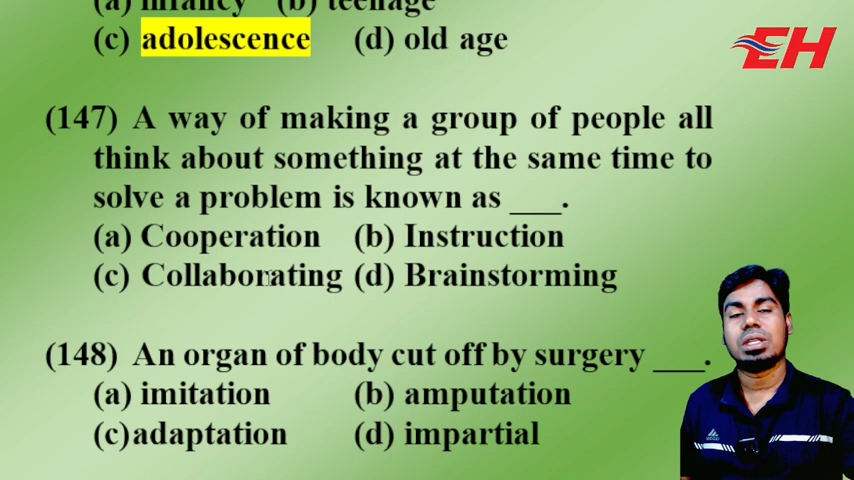 (a) infancy (b) teenage
(c) adolescence (d) old age
EH
(147) A way of making a group of people all
think about something at the same time to
solve a problem is known as ___.
(a) Cooperation (b) Instruction
(c) Collaborating (d) Brainstorming
(148) An organ of body cut off by surgery ___.
(a) imitation (b) amputation
(c)adaptation (d) impartial